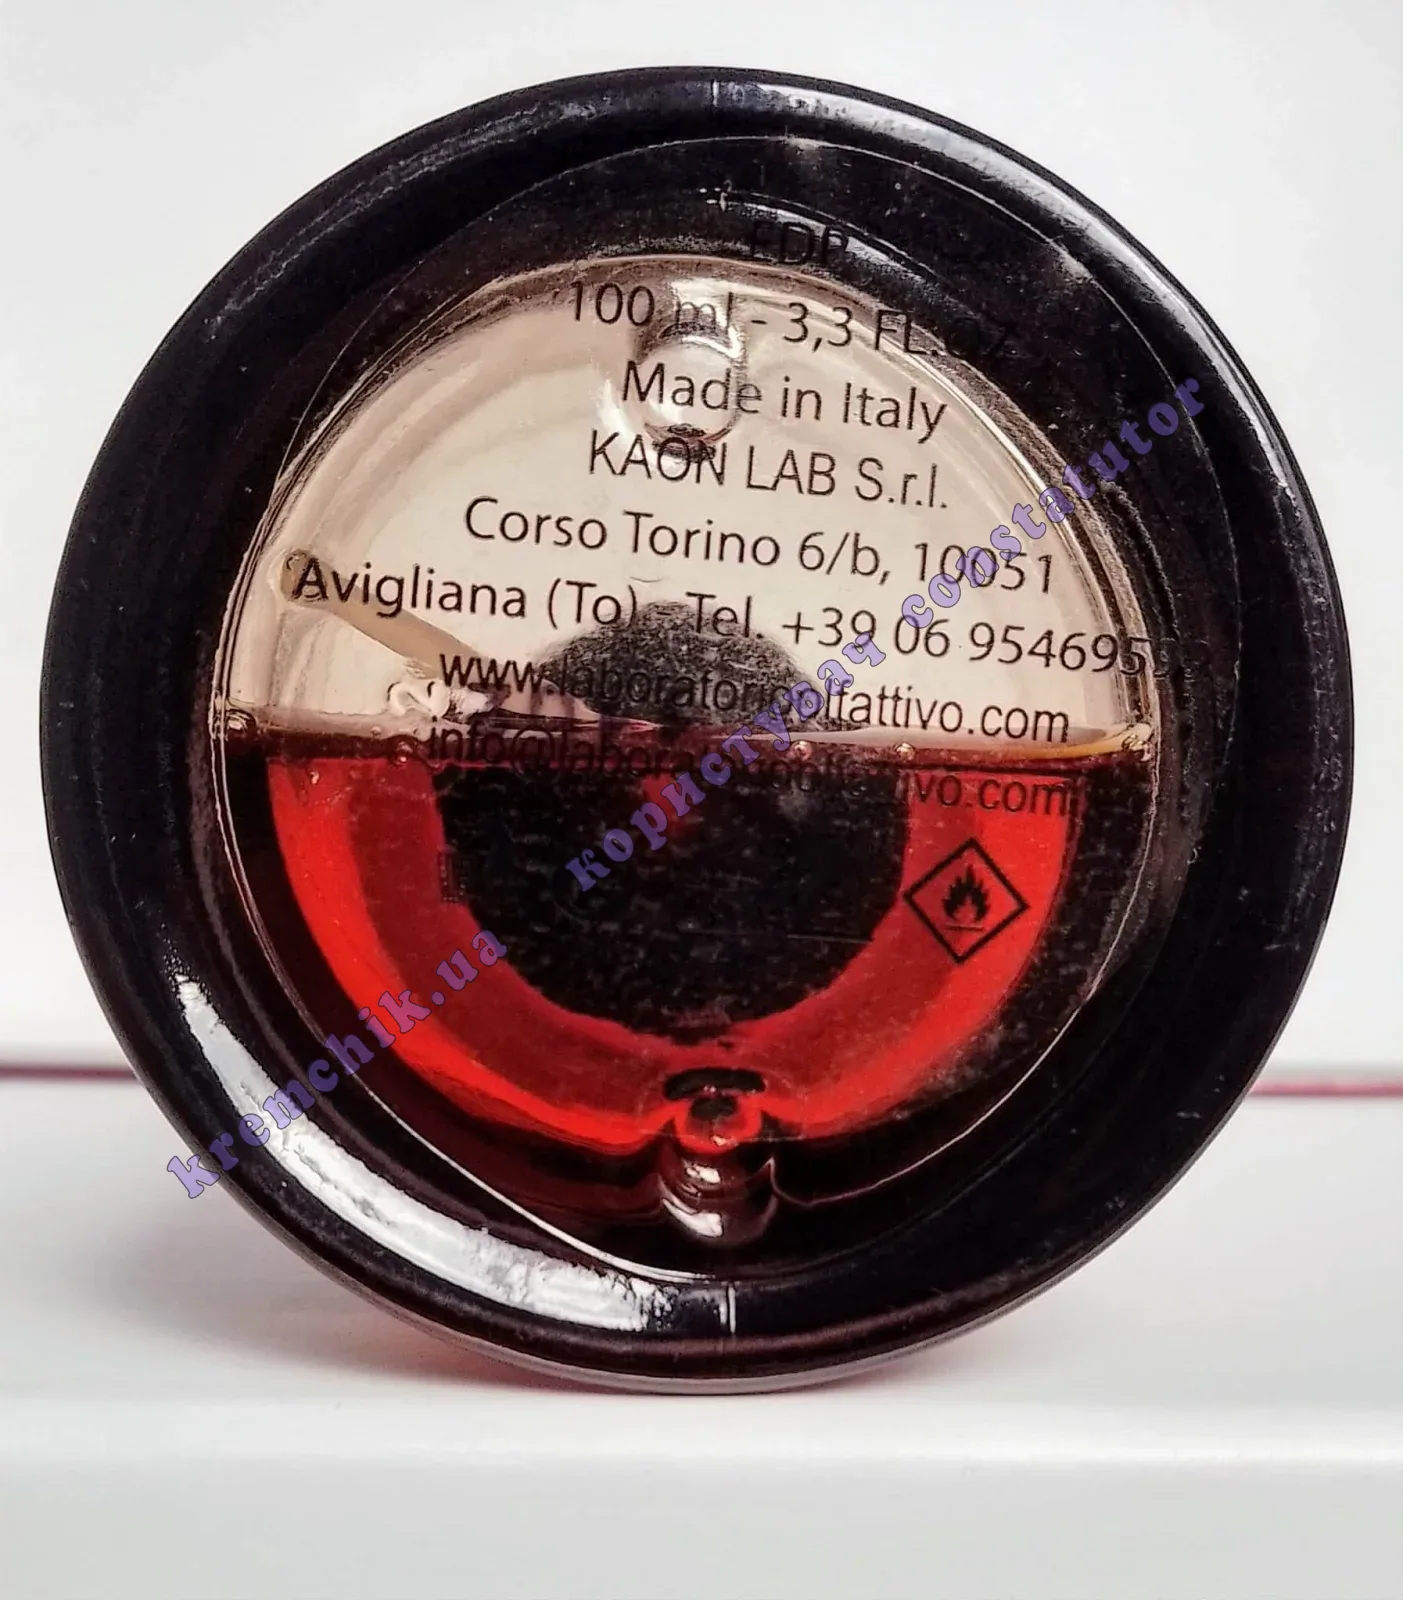 EDP
100 ml - 3,3 FL.OZ
Made in Italy
KAON LAB S.r.l.
Corso Torino 6/b, 10051
Avigliana (To) - Tel. +39 06 9546959
www.laboratorioolfattivo.com
info@laboratorioolfattivo.com
kremchik.ua користувач constatutor